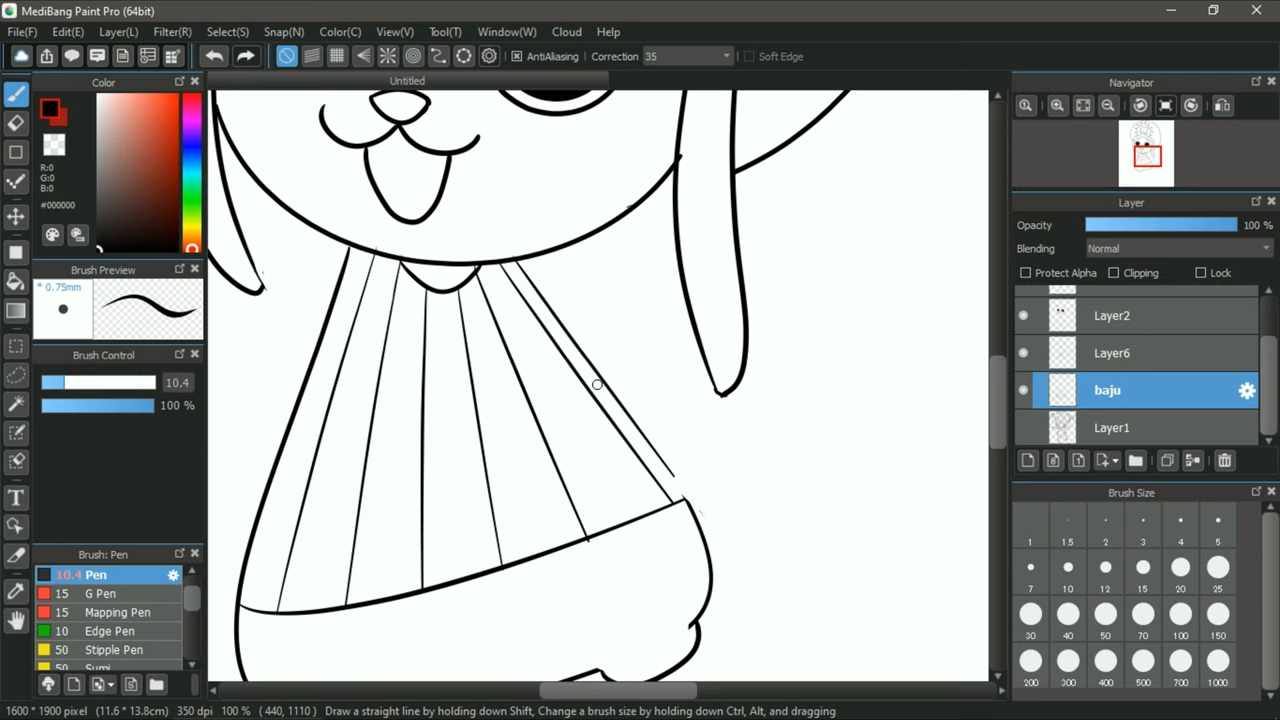 MediBang Paint Pro (64bit)
File(F) Edit(E) Layer(L) Filter(R) Select(S) Snap(N) Color(C) View(V) Tool(T) Window(W) Cloud Help
AntiAliasing Correction 35 Soft Edge
Color
Untitled
Navigator
R:0
G:0
B:0
#000000
Layer
Opacity 100 %
Blending Normal
Protect Alpha Clipping Lock
Brush Preview
* 0.75mm
Layer2
Layer6
baju
Layer1
Brush Control
10.4
100 %
T
Brush Size
1 1.5 2 3 4 5
7 10 12 15 20 25
30 40 50 70 100 150
200 300 400 500 700 1000
Brush: Pen
10.4 Pen
15 G Pen
15 Mapping Pen
10 Edge Pen
50 Stipple Pen
50 Sumi
1600 * 1900 pixel (11.6 * 13.8cm) 350 dpi 100 % ( 440, 1110 ) Draw a straight line by holding down Shift, Change a brush size by holding down Ctrl, Alt, and dragging